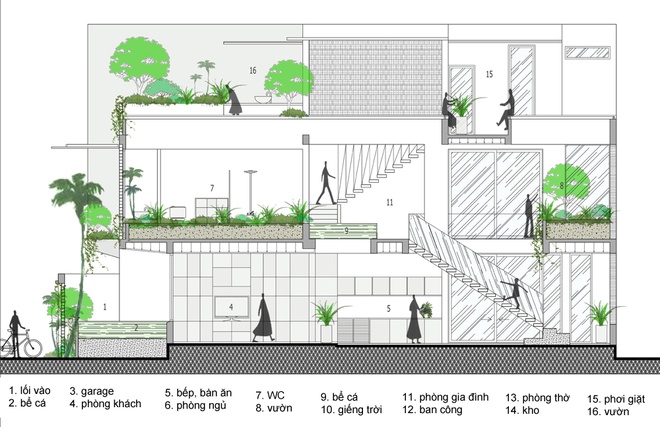 16
15
7
8
11
9
1
2
4
5
1. lối vào
2. bể cá
3. garage
4. phòng khách
5. bếp, bàn ăn
6. phòng ngủ
7. WC
8. vườn
9. bể cá
10. giếng trời
11. phòng gia đình
12. ban công
13. phòng thờ
14. kho
15. phơi giặt
16. vườn